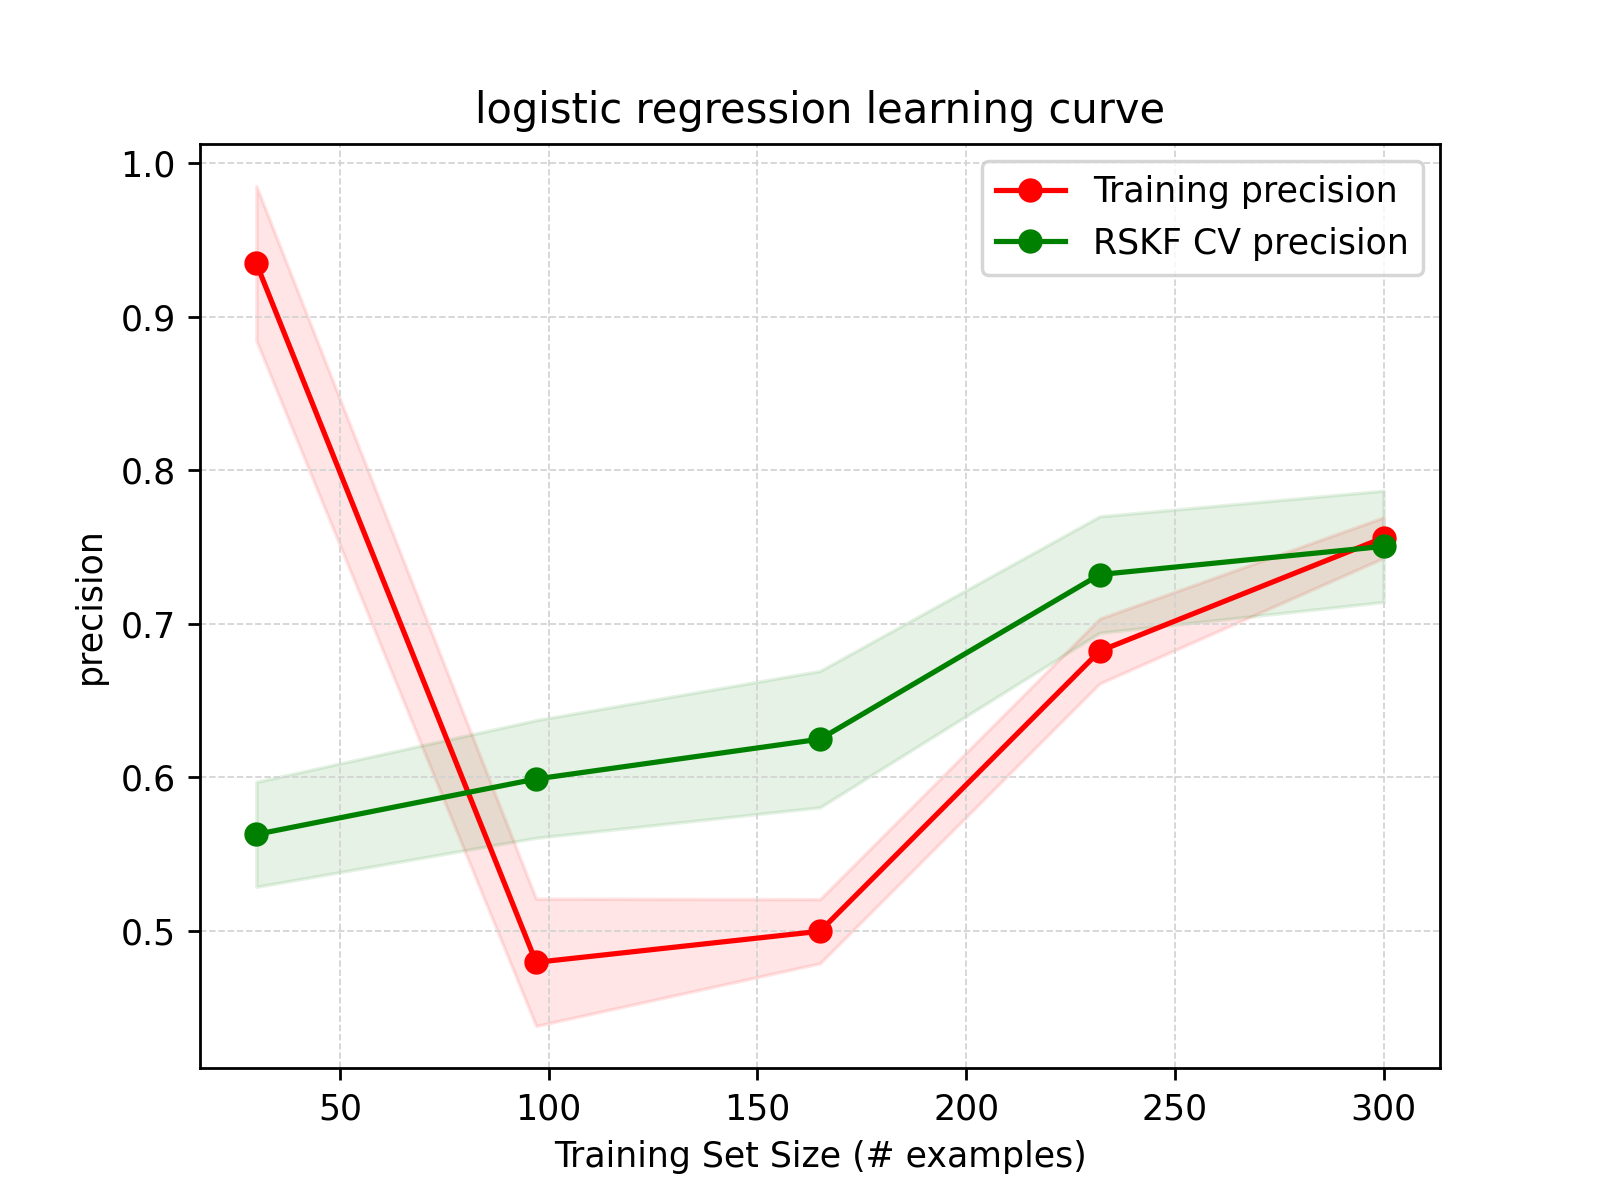 logistic regression learning curve
Training precision
RSKF CV precision
1.0
0.9
0.8
0.7
0.6
0.5
precision
50 100 150 200 250 300
Training Set Size (# examples)